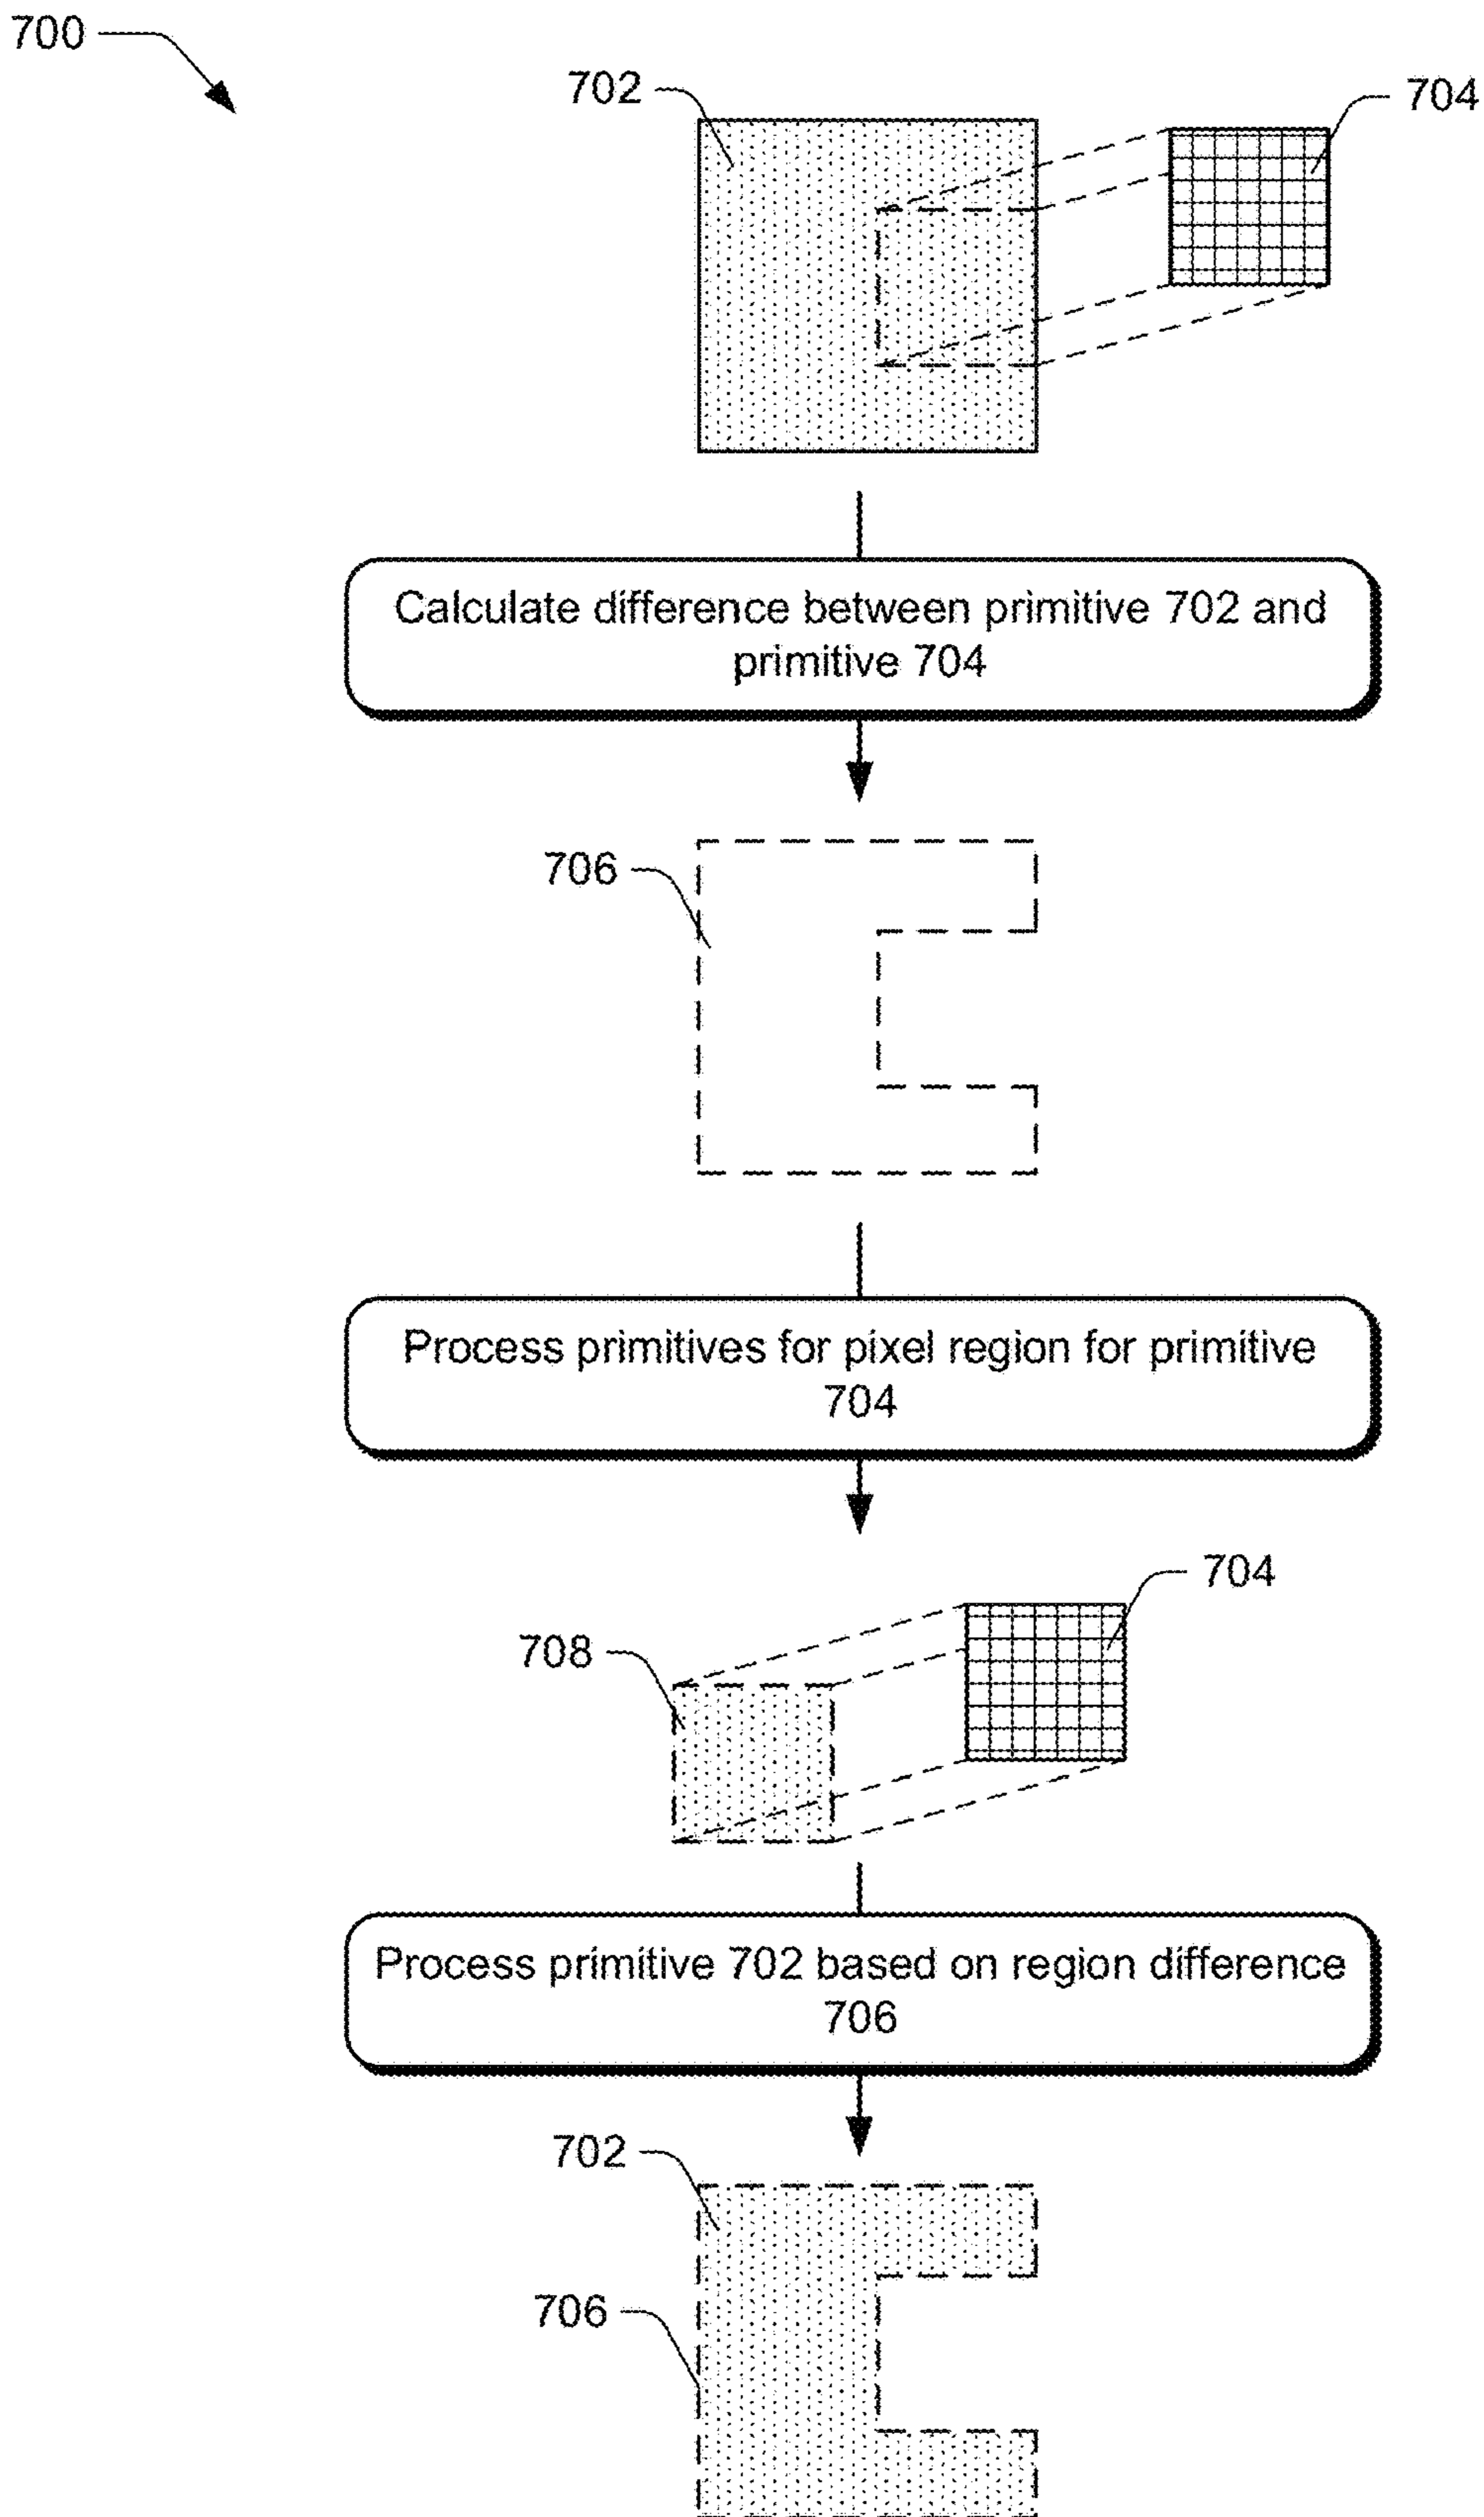 700
702
704
Calculate difference between primitive 702 and
primitive 704
706
Process primitives for pixel region for primitive
704
704
708
Process primitive 702 based on region difference
706
702
706